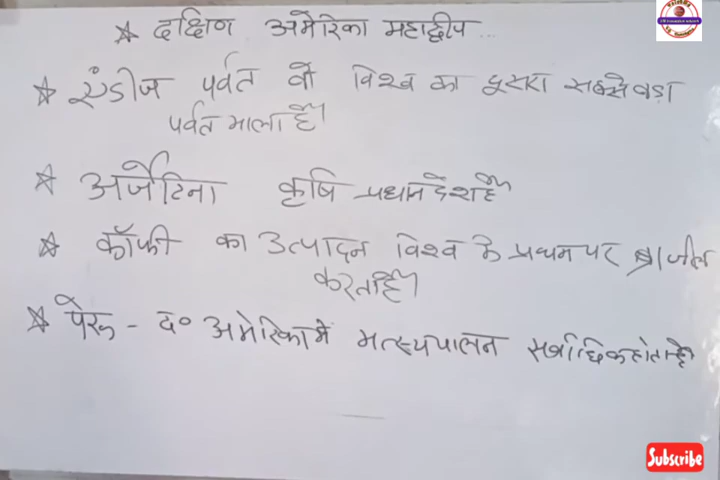 ☆ दक्षिण अमेरिका महाद्वीप...
☆ एंडीज पर्वत वो विश्व का दूसरा सबसे बड़ा
पर्वत माला है।
☆ अर्जेटिना कृषि प्रधान देश है
☆ कॉफी का उत्पादन विश्व के प्रथम पर ब्राजील
करता है।
☆ पेरू - द॰ अमेरिका में मत्स्यपालन सर्वाधिक होता है
Subscribe